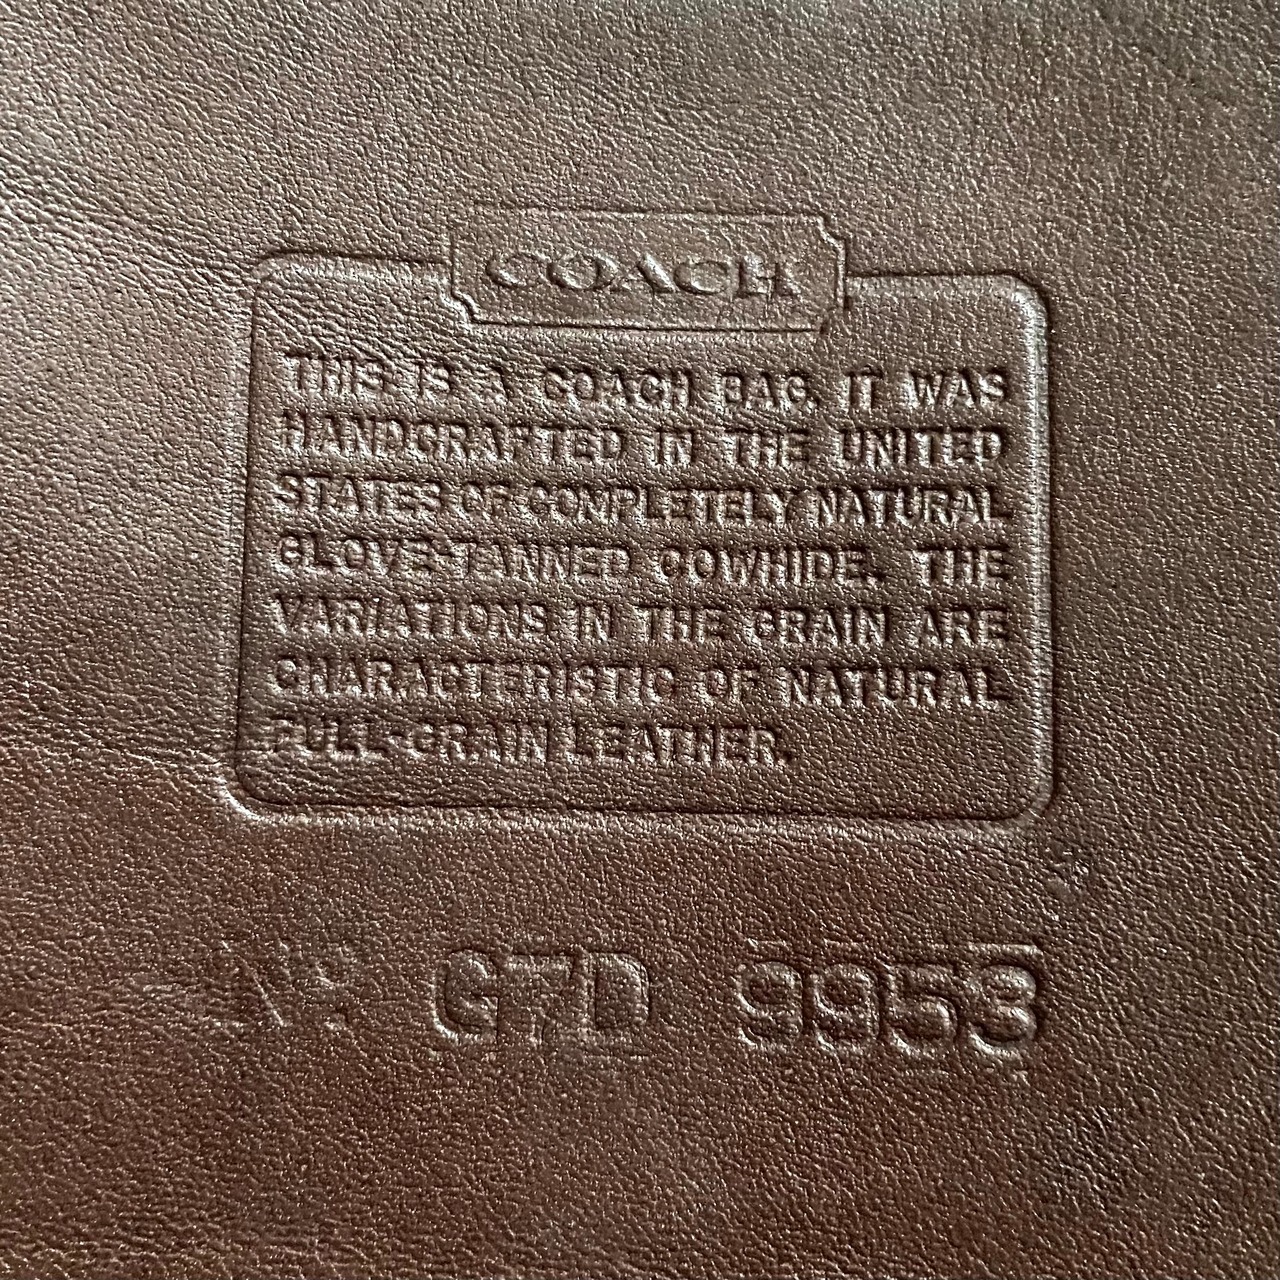 COACH
THIS IS A COACH BAG. IT WAS
HANDCRAFTED IN THE UNITED
STATES OF COMPLETELY NATURAL
GLOVE-TANNED COWHIDE. THE
VARIATIONS IN THE GRAIN ARE
CHARACTERISTIC OF NATURAL
FULL-GRAIN LEATHER.
Nº G7D 9953